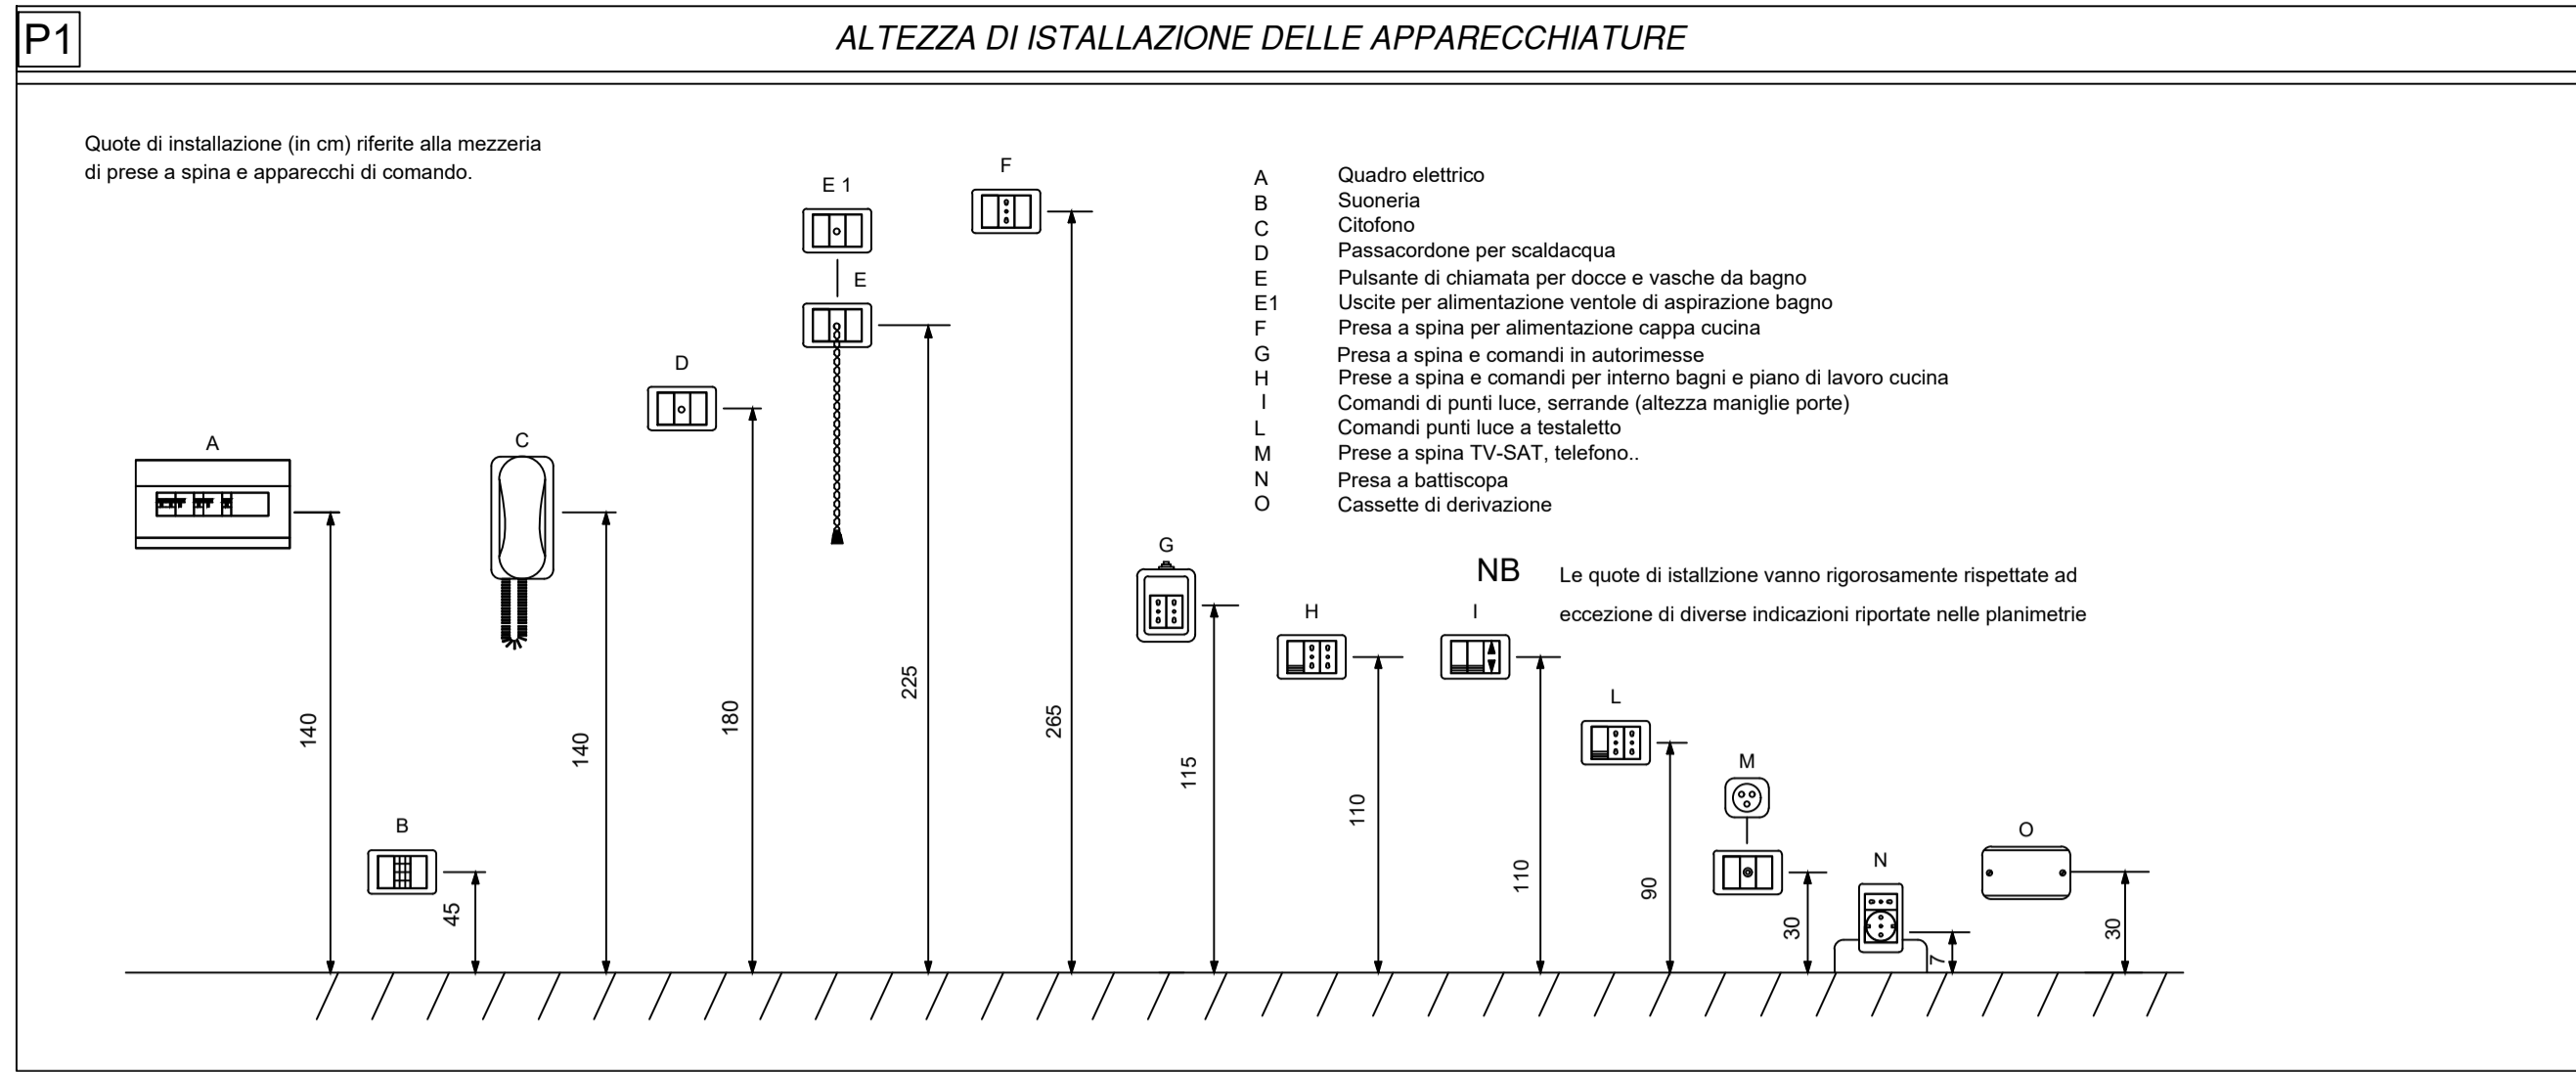 P1
ALTEZZA DI ISTALLAZIONE DELLE APPARECCHIATURE
Quote di installazione (in cm) riferite alla mezzeria
di prese a spina e apparecchi di comando.
A Quadro elettrico
B Suoneria
C Citofono
D Passacordone per scaldacqua
E Pulsante di chiamata per docce e vasche da bagno
E1 Uscite per alimentazione ventole di aspirazione bagno
F Presa a spina per alimentazione cappa cucina
G Presa a spina e comandi in autorimesse
H Prese a spina e comandi per interno bagni e piano di lavoro cucina
I Comandi di punti luce, serrande (altezza maniglie porte)
L Comandi punti luce a testaletto
M Prese a spina TV-SAT, telefono..
N Presa a battiscopa
O Cassette di derivazione
NB Le quote di istallzione vanno rigorosamente rispettate ad
eccezione di diverse indicazioni riportate nelle planimetrie
A
140
B
45
C
140
D
180
E 1
E
225
F
265
G
115
H
110
I
110
L
90
M
30
N
7
O
30